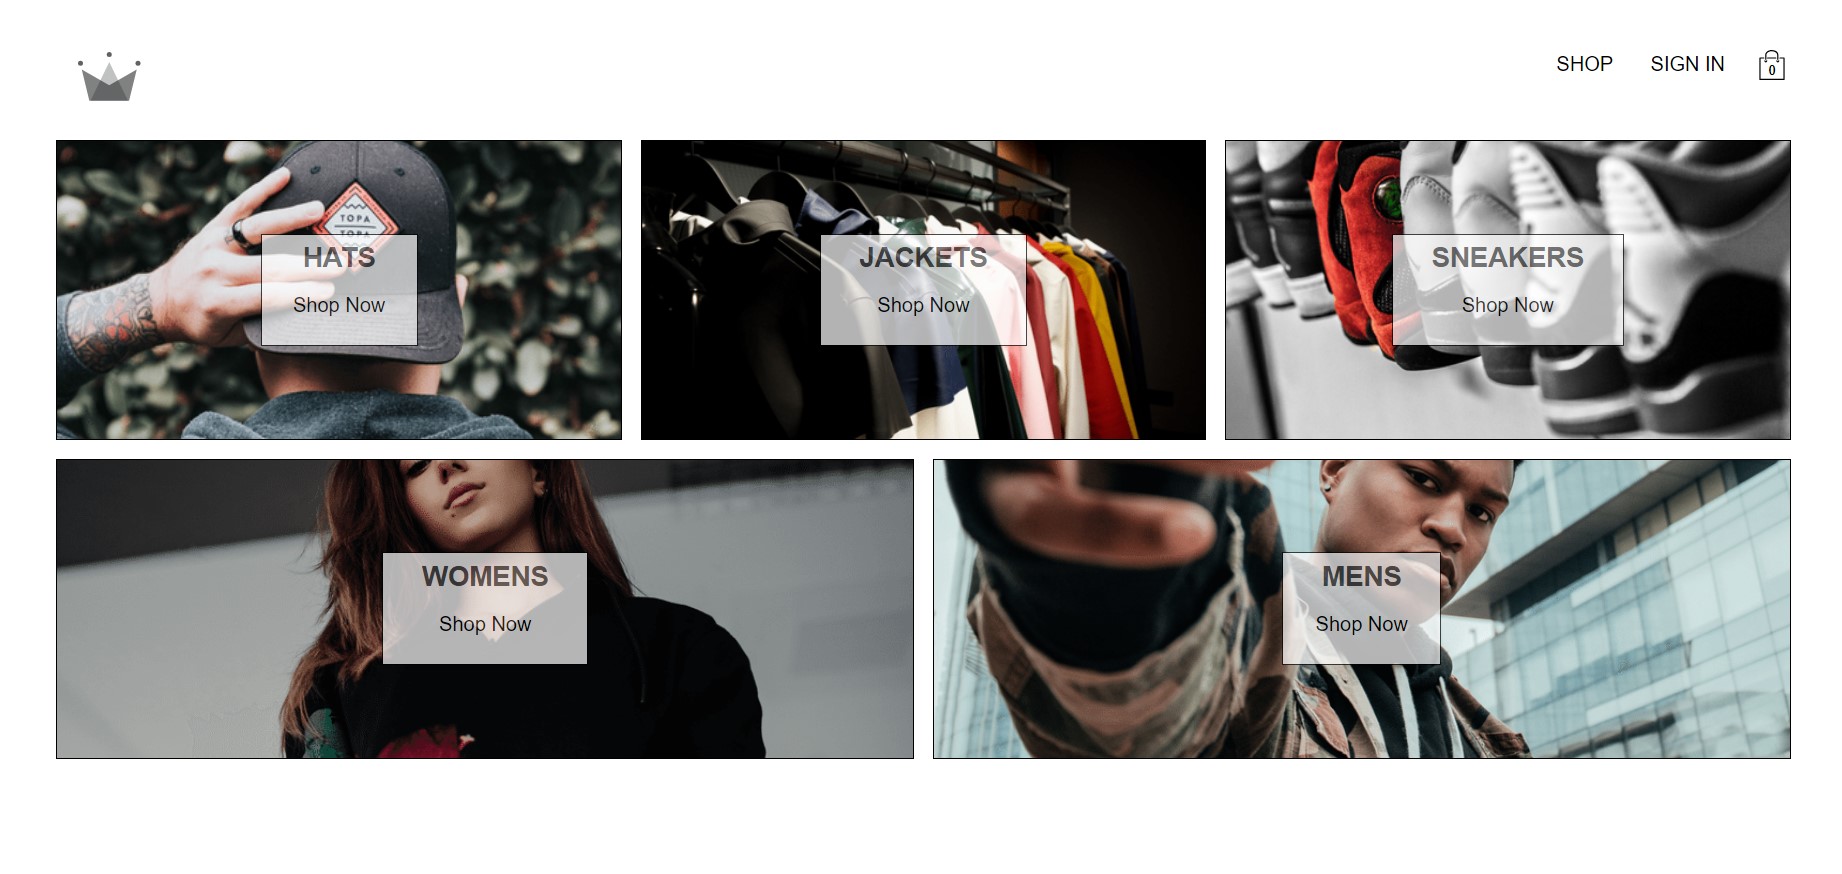 SHOP
SIGN IN
0
TOPA
TOPA
HATS
Shop Now
JACKETS
Shop Now
SNEAKERS
Shop Now
WOMENS
Shop Now
MENS
Shop Now